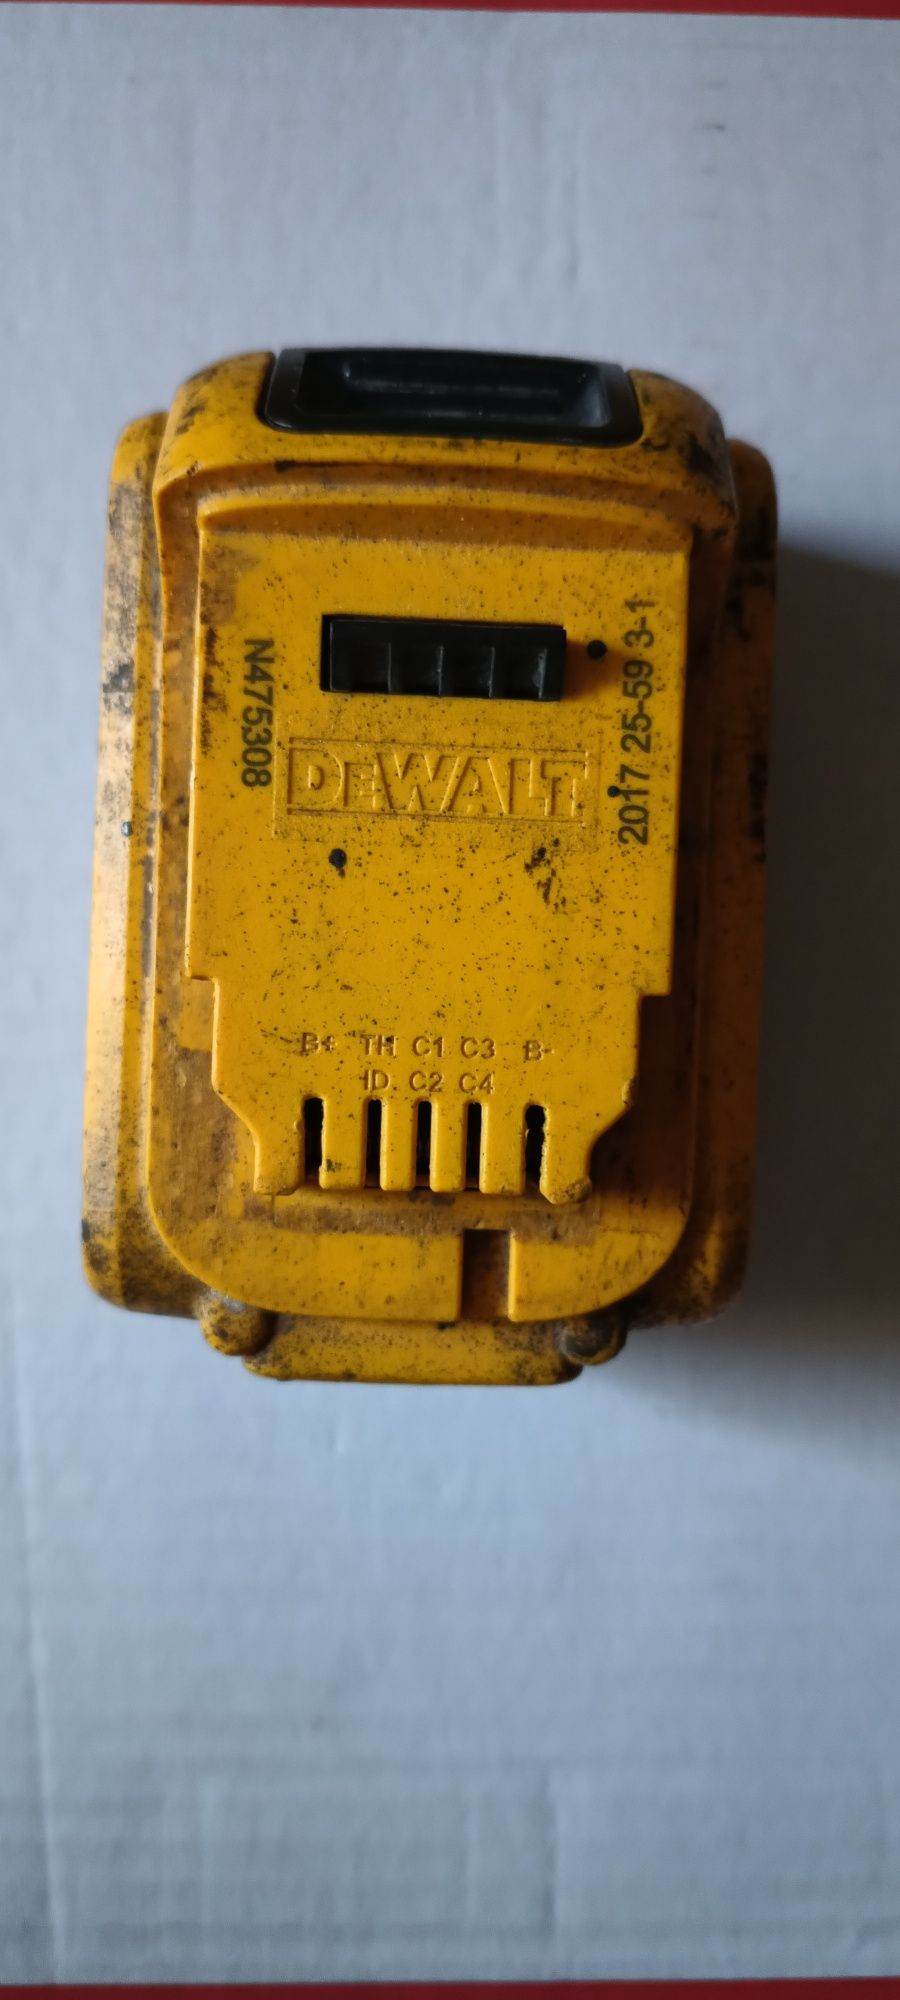 N475308
2017 25-59 3-1
DEWALT
B+ TH C1 C3 B-
ID. C2 C4